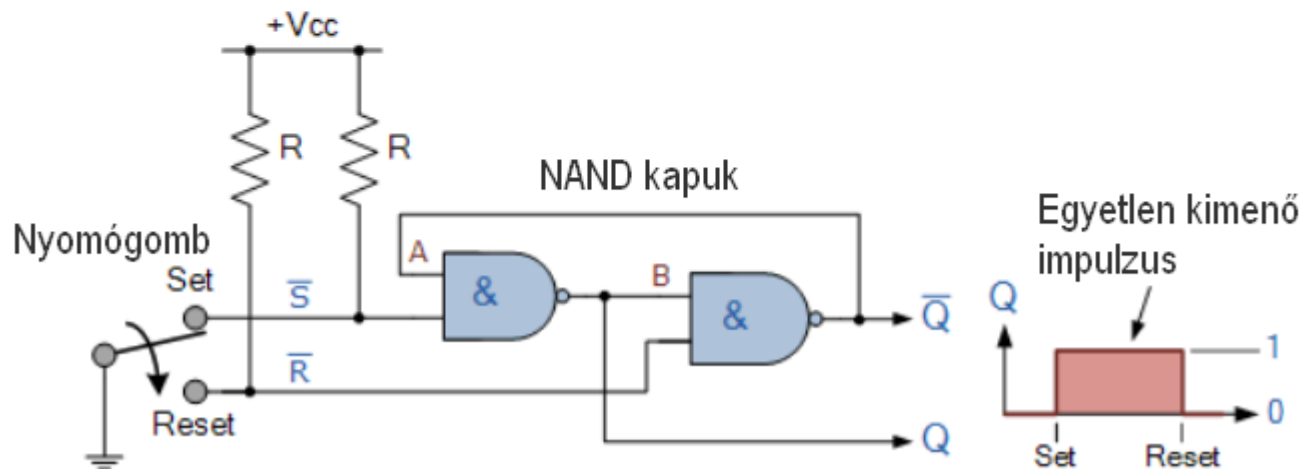 +Vcc
R
R
NAND kapuk
Nyomógomb
Set
S̅
A
&
B
&
Q̅
R̅
Reset
Q
Egyetlen kimenő
impulzus
Q
1
0
Set
Reset